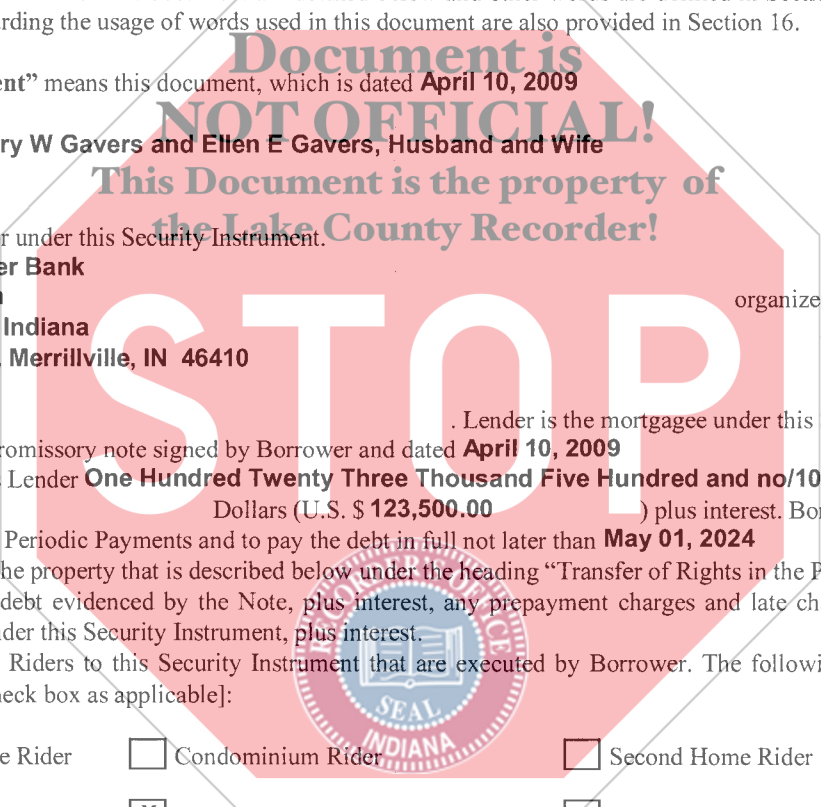 arding the usage of words used in this document are also provided in Section 16.
Document is
ent” means this document, which is dated April 10, 2009
NOT OFFICIAL!
ry W Gavers and Ellen E Gavers, Husband and Wife
This Document is the property of
r under this Security Instrument.
the Lake County Recorder!
er Bank
organize
Indiana
. Merrillville, IN 46410
STOP
. Lender is the mortgagee under this
romissory note signed by Borrower and dated April 10, 2009
Lender One Hundred Twenty Three Thousand Five Hundred and no/10
Dollars (U.S. $ 123,500.00 ) plus interest. Bo
Periodic Payments and to pay the debt in full not later than May 01, 2024
he property that is described below under the heading “Transfer of Rights in the P
debt evidenced by the Note, plus interest, any prepayment charges and late ch
der this Security Instrument, plus interest.
RECORDER'S OFFICE
Riders to this Security Instrument that are executed by Borrower. The followi
neck box as applicable]:
SEAL
INDIANA
e Rider Condominium Rider Second Home Rider